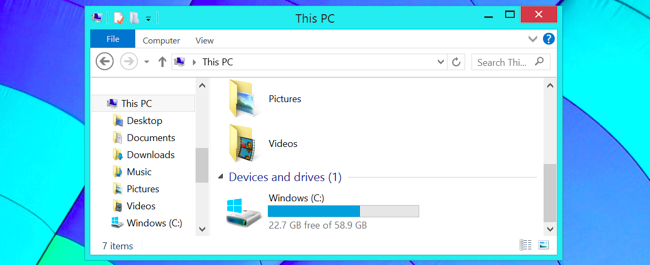 This PC
File Computer View
This PC
Search Thi...
This PC
Desktop
Documents
Downloads
Music
Pictures
Videos
Windows (C:)
Pictures
Videos
Devices and drives (1)
Windows (C:)
22.7 GB free of 58.9 GB
7 items